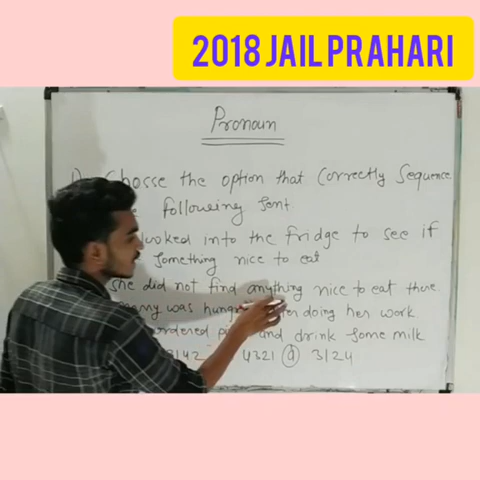 2018 JAIL PRAHARI
Pronoun
Chosse the option that Correctly Sequence
following Sent
looked into the fridge to see if
Something nice to eat
she did not find anything nice to eat there.
was doing her work
and drink some milk
4321 (d) 3124